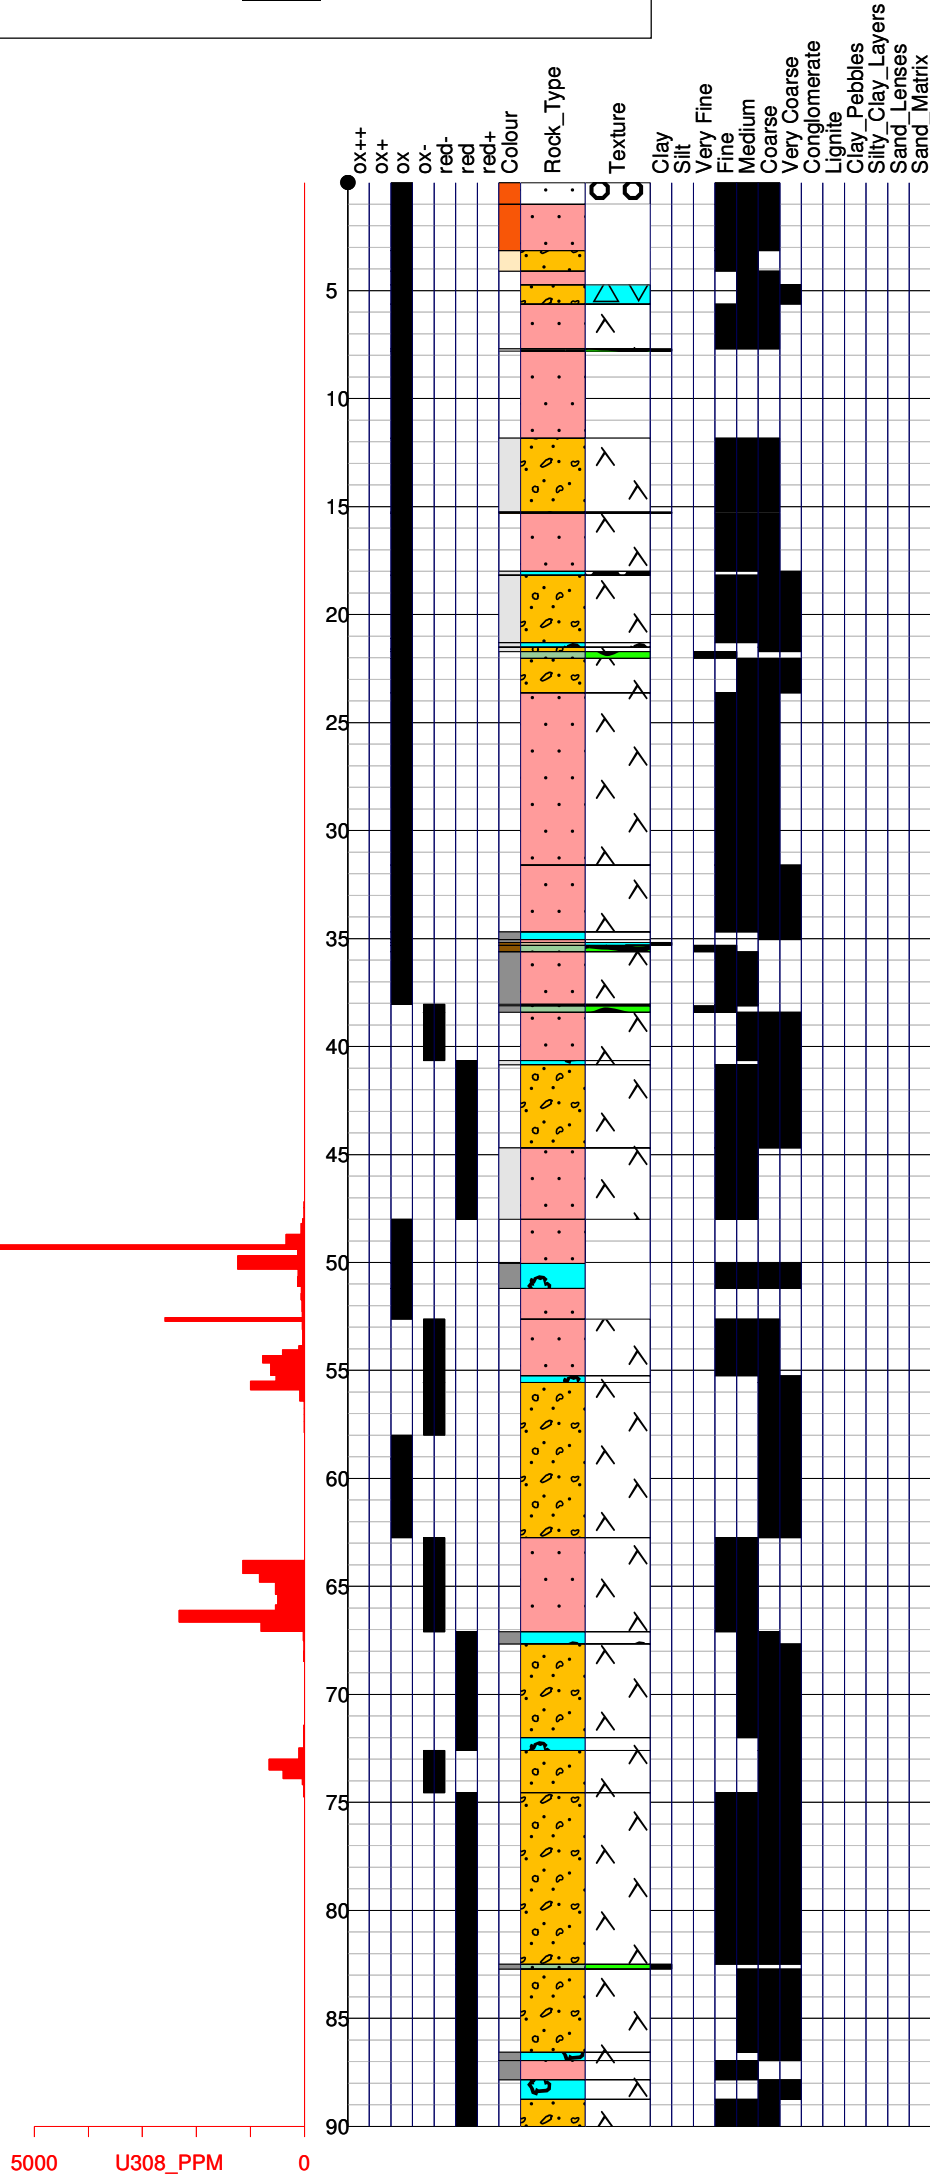 ox++
ox+
ox
ox-
red-
red
red+
Colour
Rock_Type
Texture
Clay
Silt
Very Fine
Fine
Medium
Coarse
Very Coarse
Conglomerate
Lignite
Clay_Pebbles
Silty_Clay_Layers
Sand_Lenses
Sand_Matrix
5
10
15
20
25
30
35
40
45
50
55
60
65
70
75
80
85
90
5000 U308_PPM 0